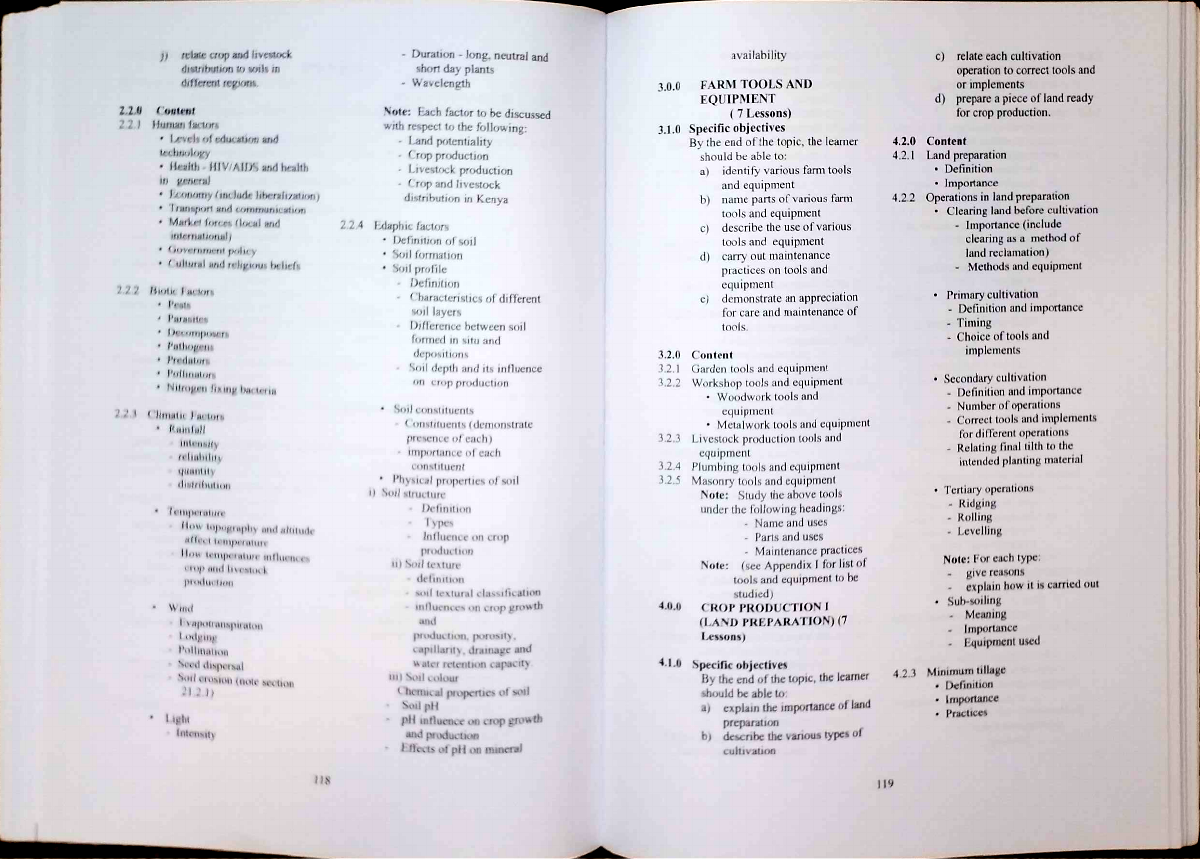 j) relate crop and livestock
distribution to soils in
different regions.
2.2.0 Content
2.2.1 Human factors
• Levels of education and
technology
• Health - HIV/AIDS and health
in general
• Economy (include liberalization)
• Transport and communication
• Market forces (local and
international)
• Government policy
• Cultural and religious beliefs
2.2.2 Biotic Factors
• Pests
• Parasites
• Decomposers
• Pathogens
• Predators
• Pollinators
• Nitrogen fixing bacteria
2.2.3 Climatic Factors
• Rainfall
- intensity
- reliability
- quantity
- distribution
• Temperature
- How topography and altitude
affect temperature
- How temperature influences
crop and livestock
production
• Wind
- Evapotranspiraton
- Lodging
- Pollination
- Seed dispersal
- Soil erosion (note section
21.2.1)
• Light
- Intensity
- Duration - long, neutral and
short day plants
- Wavelength
Note: Each factor to be discussed
with respect to the following:
- Land potentiality
- Crop production
- Livestock production
- Crop and livestock
distribution in Kenya
2.2.4 Edaphic factors
• Definition of soil
• Soil formation
• Soil profile
- Definition
- Characteristics of different
soil layers
- Difference between soil
formed in situ and
depositions
- Soil depth and its influence
on crop production
• Soil constituents
- Constituents (demonstrate
presence of each)
- importance of each
constituent
• Physical properties of soil
i) Soil structure
- Definition
- Types
- Influence on crop
production
ii) Soil texture
- definition
- soil textural classification
- influences on crop growth
and
production, porosity,
capillarity, drainage and
water retention capacity
iii) Soil colour
Chemical properties of soil
- Soil pH
- pH influence on crop growth
and production
- Effects of pH on mineral
118
availability
3.0.0 FARM TOOLS AND
EQUIPMENT
( 7 Lessons)
3.1.0 Specific objectives
By the end of the topic, the learner
should be able to:
a) identify various farm tools
and equipment
b) name parts of various farm
tools and equipment
c) describe the use of various
tools and equipment
d) carry out maintenance
practices on tools and
equipment
e) demonstrate an appreciation
for care and maintenance of
tools.
3.2.0 Content
3.2.1 Garden tools and equipment
3.2.2 Workshop tools and equipment
• Woodwork tools and
equipment
• Metalwork tools and equipment
3.2.3 Livestock production tools and
equipment
3.2.4 Plumbing tools and equipment
3.2.5 Masonry tools and equipment
Note: Study the above tools
under the following headings:
- Name and uses
- Parts and uses
- Maintenance practices
Note: (see Appendix I for list of
tools and equipment to be
studied)
4.0.0 CROP PRODUCTION I
(LAND PREPARATION) (7
Lessons)
4.1.0 Specific objectives
By the end of the topic, the learner
should be able to:
a) explain the importance of land
preparation
b) describe the various types of
cultivation
c) relate each cultivation
operation to correct tools and
or implements
d) prepare a piece of land ready
for crop production.
4.2.0 Content
4.2.1 Land preparation
• Definition
• Importance
4.2.2 Operations in land preparation
• Clearing land before cultivation
- Importance (include
clearing as a method of
land reclamation)
- Methods and equipment
• Primary cultivation
- Definition and importance
- Timing
- Choice of tools and
implements
• Secondary cultivation
- Definition and importance
- Number of operations
- Correct tools and implements
for different operations
- Relating final tilth to the
intended planting material
• Tertiary operations
- Ridging
- Rolling
- Levelling
Note: For each type:
- give reasons
- explain how it is carried out
• Sub-soiling
- Meaning
- Importance
- Equipment used
4.2.3 Minimum tillage
• Definition
• Importance
• Practices
119